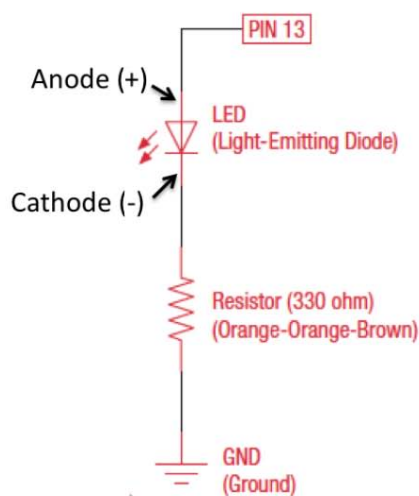 PIN 13
Anode (+)
LED
(Light-Emitting Diode)
Cathode (-)
Resistor (330 ohm)
(Orange-Orange-Brown)
GND
(Ground)